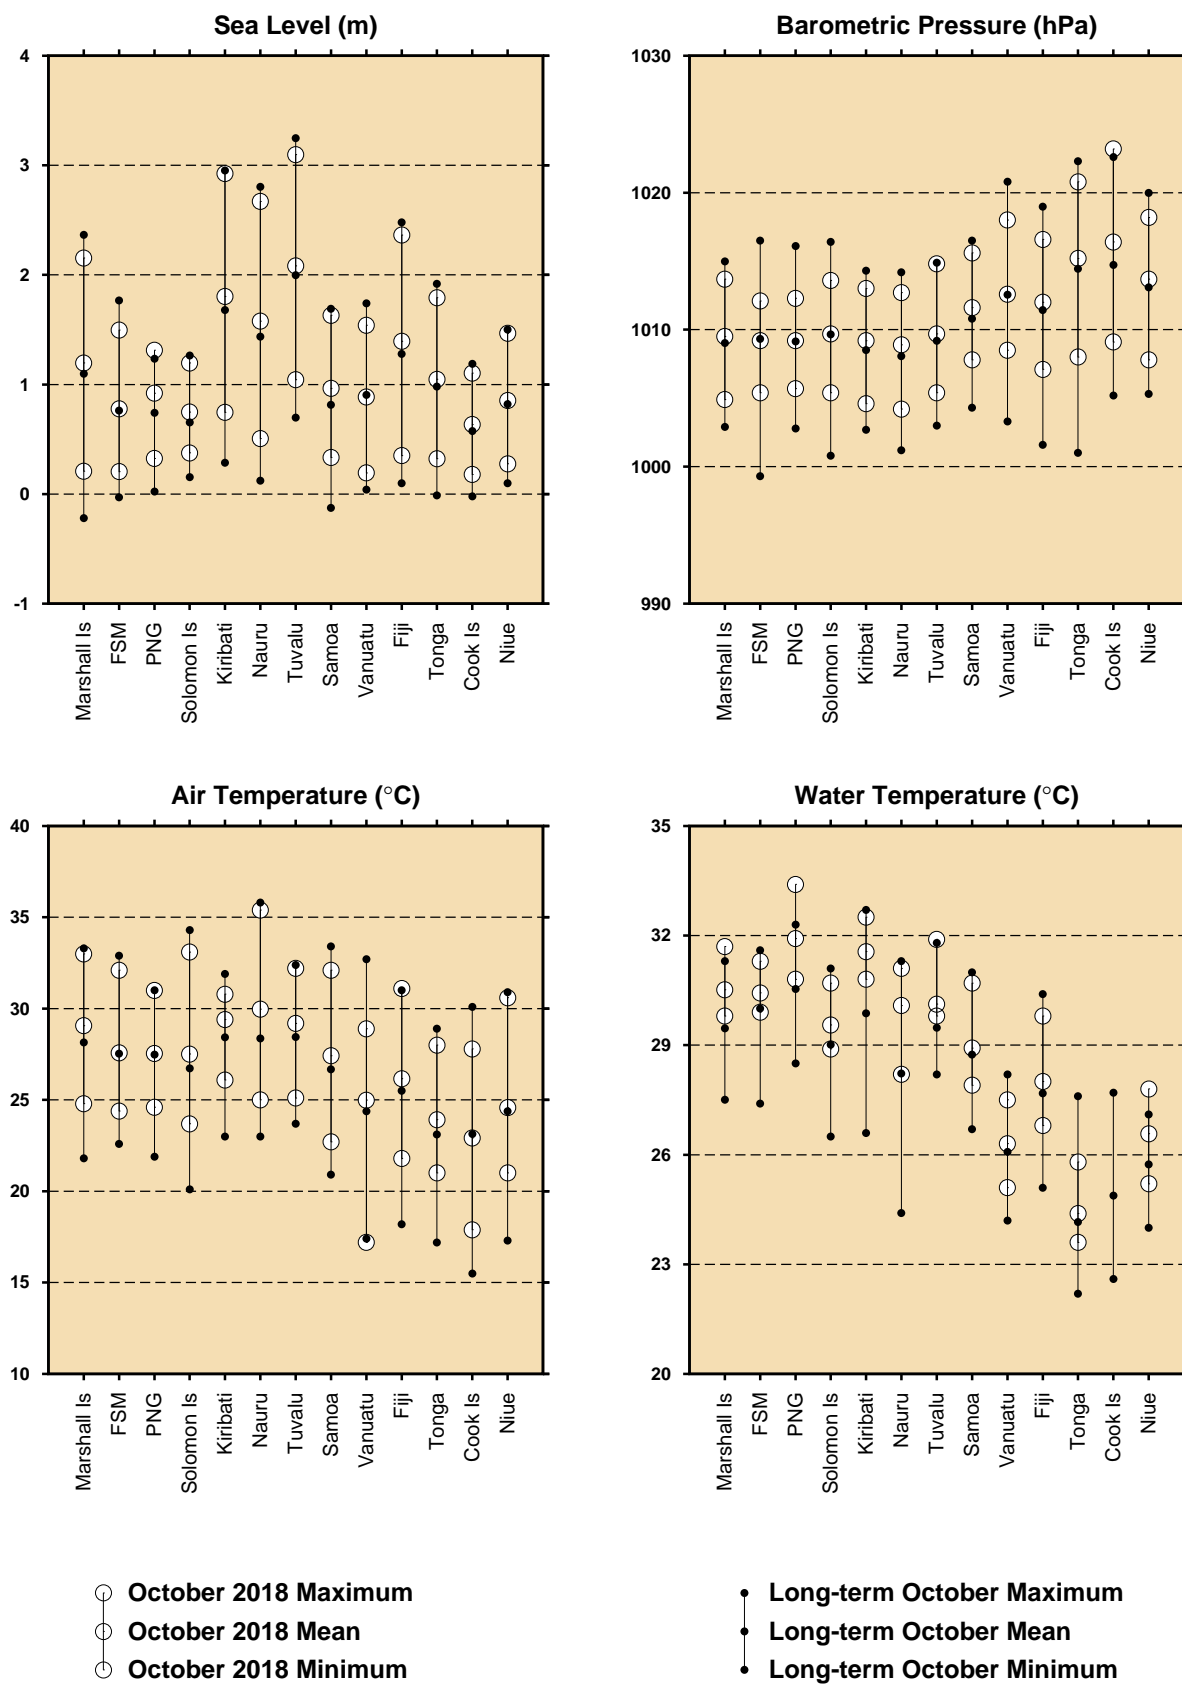 Sea Level (m)
4
3
2
1
0
-1
Marshall Is
FSM
PNG
Solomon Is
Kiribati
Nauru
Tuvalu
Samoa
Vanuatu
Fiji
Tonga
Cook Is
Niue
Barometric Pressure (hPa)
1030
1020
1010
1000
990
Marshall Is
FSM
PNG
Solomon Is
Kiribati
Nauru
Tuvalu
Samoa
Vanuatu
Fiji
Tonga
Cook Is
Niue
Air Temperature (°C)
40
35
30
25
20
15
10
Marshall Is
FSM
PNG
Solomon Is
Kiribati
Nauru
Tuvalu
Samoa
Vanuatu
Fiji
Tonga
Cook Is
Niue
Water Temperature (°C)
35
32
29
26
23
20
Marshall Is
FSM
PNG
Solomon Is
Kiribati
Nauru
Tuvalu
Samoa
Vanuatu
Fiji
Tonga
Cook Is
Niue
October 2018 Maximum
October 2018 Mean
October 2018 Minimum
Long-term October Maximum
Long-term October Mean
Long-term October Minimum